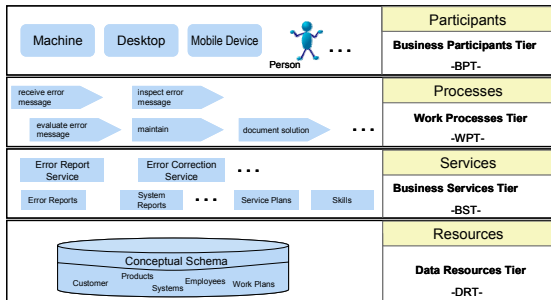 Machine
Desktop
Mobile Device
Person
...
Participants
Business Participants Tier
-BPT-
receive error
message
inspect error
message
evaluate error
message
maintain
document solution
...
Processes
Work Processes Tier
-WPT-
Error Report
Service
Error Correction
Service
...
Error Reports
System
Reports
...
Service Plans
Skills
Services
Business Services Tier
-BST-
Conceptual Schema
Customer
Products
Systems
Employees
Work Plans
Resources
Data Resources Tier
-DRT-